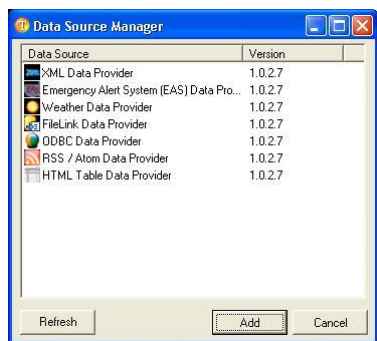 Data Source Manager
Data Source Version
XML Data Provider 1.0.2.7
Emergency Alert System (EAS) Data Pro... 1.0.2.7
Weather Data Provider 1.0.2.7
FileLink Data Provider 1.0.2.7
ODBC Data Provider 1.0.2.7
RSS / Atom Data Provider 1.0.2.7
HTML Table Data Provider 1.0.2.7
Refresh Add Cancel